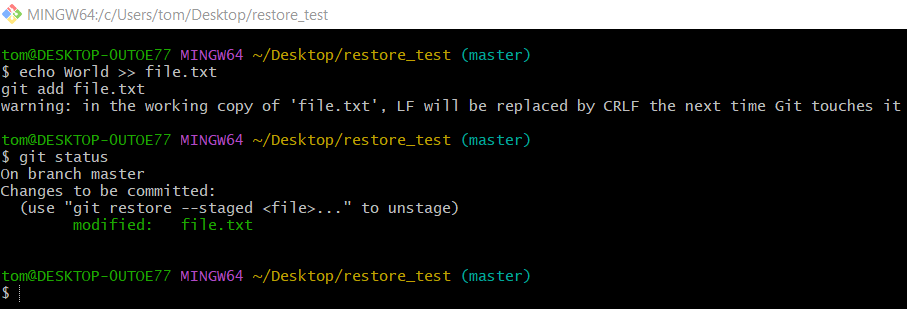 MINGW64:/c/Users/tom/Desktop/restore_test
tom@DESKTOP-OUTOE77 MINGW64 ~/Desktop/restore_test (master)
$ echo World >> file.txt
git add file.txt
warning: in the working copy of 'file.txt', LF will be replaced by CRLF the next time Git touches it
tom@DESKTOP-OUTOE77 MINGW64 ~/Desktop/restore_test (master)
$ git status
On branch master
Changes to be committed:
  (use "git restore --staged <file>..." to unstage)
        modified:   file.txt
tom@DESKTOP-OUTOE77 MINGW64 ~/Desktop/restore_test (master)
$